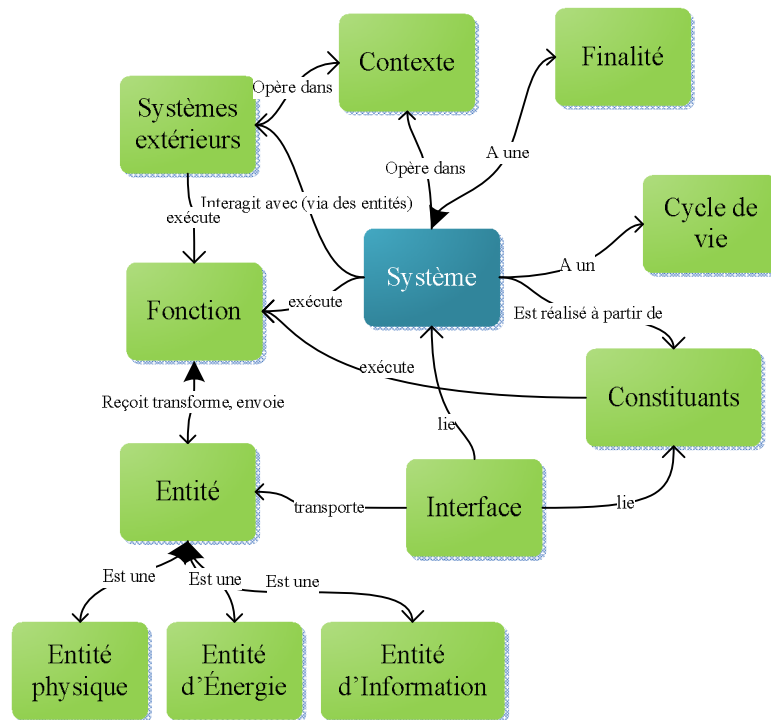 Contexte
Finalité
Opère dans
Systèmes
extérieurs
A une
Opère dans
Interagit avec (via des entités)
exécute
Cycle de
vie
A un
Système
exécute
Fonction
Est réalisé à partir de
exécute
Constituants
Reçoit transforme, envoie
lie
Entité
transporte
Interface
lie
Est une
Est une
Est une
Entité
physique
Entité
d'Énergie
Entité
d'Information